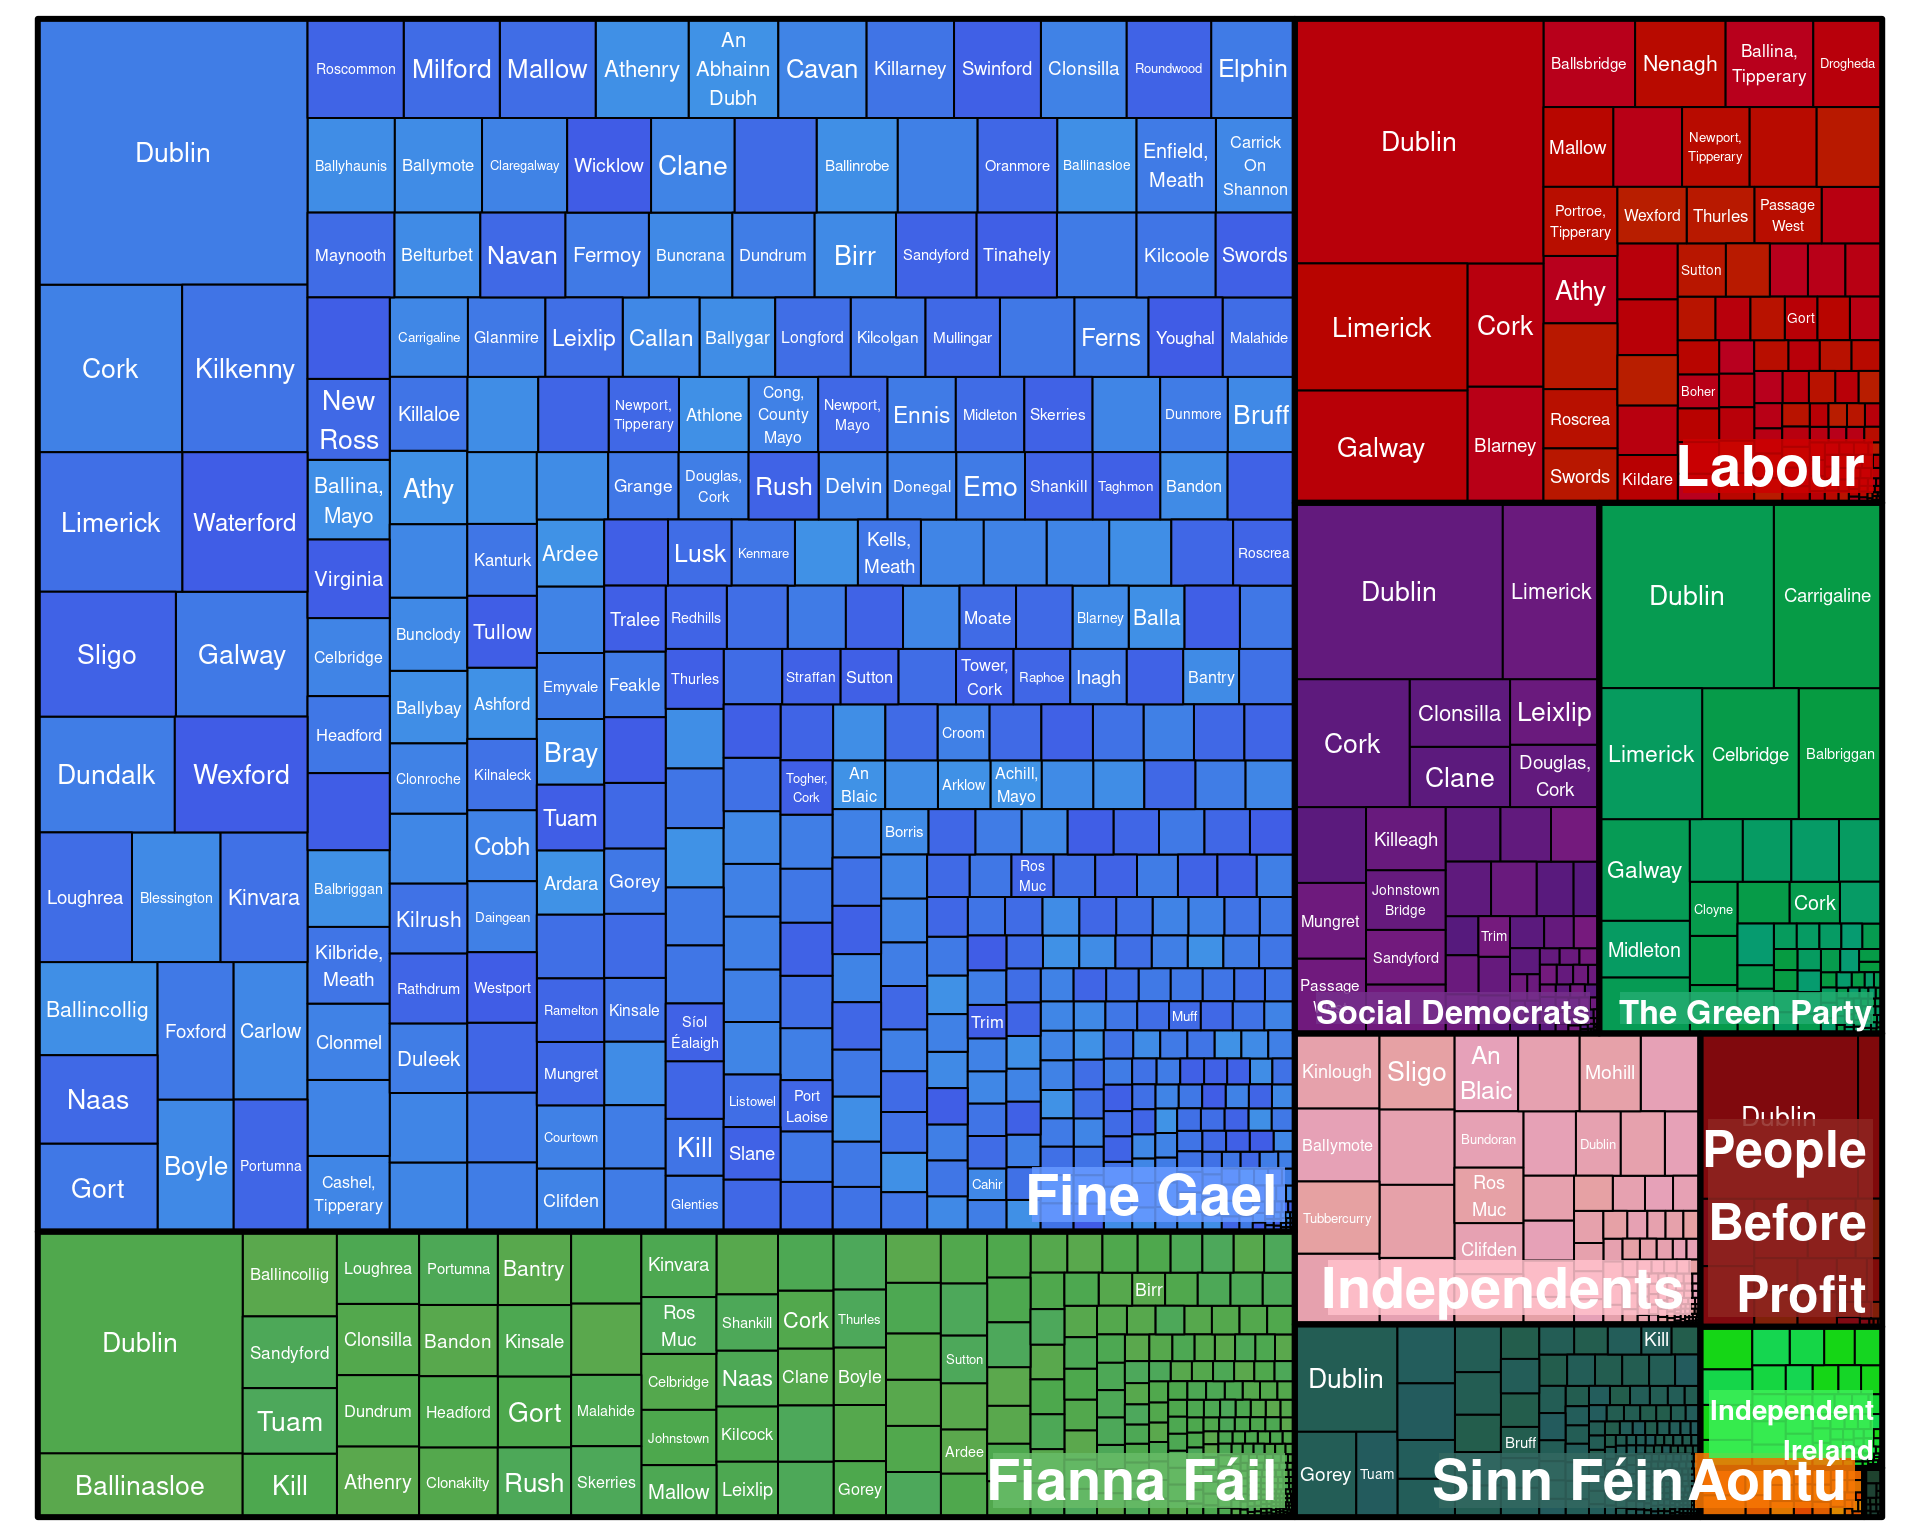 Dublin
Roscommon
Milford
Mallow
Athenry
An
Abhainn
Dubh
Cavan
Killarney
Swinford
Clonsilla
Roundwood
Elphin
Ballyhaunis
Ballymote
Claregalway
Wicklow
Clane
Ballinrobe
Oranmore
Ballinasloe
Enfield,
Meath
Carrick
On
Shannon
Maynooth
Belturbet
Navan
Fermoy
Buncrana
Dundrum
Birr
Sandyford
Tinahely
Kilcoole
Swords
Cork
Kilkenny
Carrigaline
Glanmire
Leixlip
Callan
Ballygar
Longford
Kilcolgan
Mullingar
Ferns
Youghal
Malahide
New
Ross
Killaloe
Newport,
Tipperary
Athlone
Cong,
County
Mayo
Newport,
Mayo
Ennis
Midleton
Skerries
Dunmore
Bruff
Limerick
Waterford
Ballina,
Mayo
Athy
Grange
Douglas,
Cork
Rush
Delvin
Donegal
Emo
Shankill
Taghmon
Bandon
Virginia
Kanturk
Ardee
Lusk
Kenmare
Kells,
Meath
Roscrea
Sligo
Galway
Celbridge
Bunclody
Tullow
Tralee
Redhills
Moate
Blarney
Balla
Headford
Ballybay
Ashford
Emyvale
Feakle
Thurles
Straffan
Sutton
Tower,
Cork
Raphoe
Inagh
Bantry
Dundalk
Wexford
Clonroche
Kilnaleck
Bray
Croom
Togher,
Cork
An
Blaic
Arklow
Achill,
Mayo
Tuam
Cobh
Borris
Loughrea
Blessington
Kinvara
Balbriggan
Kilrush
Daingean
Ardara
Gorey
Ros
Muc
Kilbride,
Meath
Rathdrum
Westport
Ramelton
Kinsale
Síol
Éalaigh
Trim
Muff
Ballincollig
Foxford
Carlow
Clonmel
Duleek
Mungret
Listowel
Port
Laoise
Naas
Courtown
Kill
Slane
Gort
Boyle
Portumna
Cashel,
Tipperary
Clifden
Glenties
Cahir
Fine Gael
Dublin
Ballsbridge
Nenagh
Ballina,
Tipperary
Drogheda
Mallow
Newport,
Tipperary
Portroe,
Tipperary
Wexford
Thurles
Passage
West
Limerick
Cork
Athy
Sutton
Gort
Galway
Blarney
Boher
Roscrea
Swords
Kildare
Labour
Dublin
Limerick
Cork
Clonsilla
Leixlip
Clane
Douglas,
Cork
Killeagh
Johnstown
Bridge
Mungret
Trim
Sandyford
Passage
Social Democrats
Dublin
Carrigaline
Limerick
Celbridge
Balbriggan
Galway
Cloyne
Cork
Midleton
The Green Party
Kinlough
Sligo
An
Blaic
Mohill
Ballymote
Bundoran
Dublin
Ros
Muc
Tubbercurry
Clifden
Independents
Dublin
People
Before
Profit
Dublin
Ballincollig
Loughrea
Portumna
Bantry
Kinvara
Birr
Sandyford
Clonsilla
Bandon
Kinsale
Ros
Muc
Shankill
Cork
Thurles
Sutton
Tuam
Dundrum
Headford
Gort
Malahide
Celbridge
Naas
Clane
Boyle
Johnstown
Kilcock
Ardee
Ballinasloe
Kill
Athenry
Clonakilty
Rush
Skerries
Mallow
Leixlip
Gorey
Fianna Fáil
Dublin
Kill
Bruff
Gorey
Tuam
Sinn Féin
Independent
Ireland
Aontú